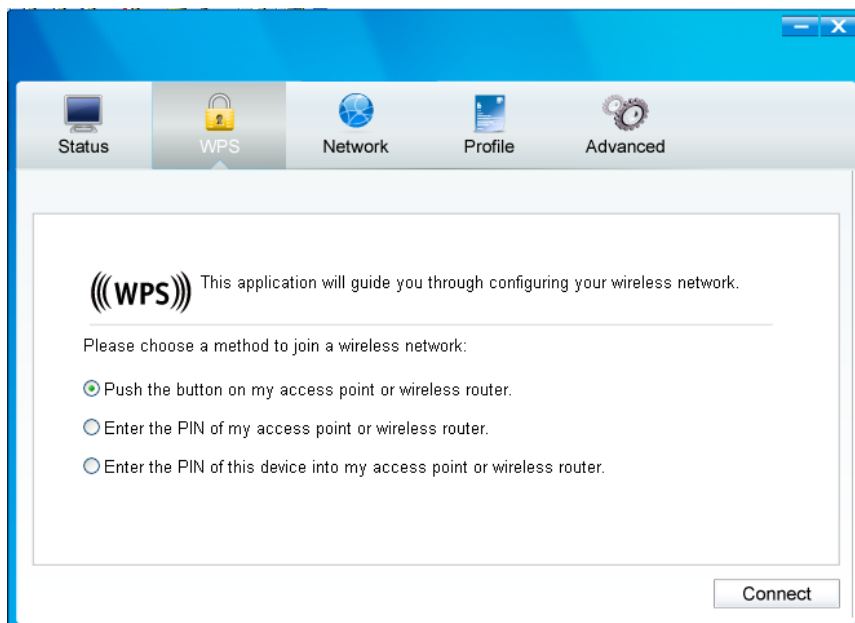 Status WPS Network Profile Advanced
(((WPS))) This application will guide you through configuring your wireless network.
Please choose a method to join a wireless network:
Push the button on my access point or wireless router.
Enter the PIN of my access point or wireless router.
Enter the PIN of this device into my access point or wireless router.
Connect